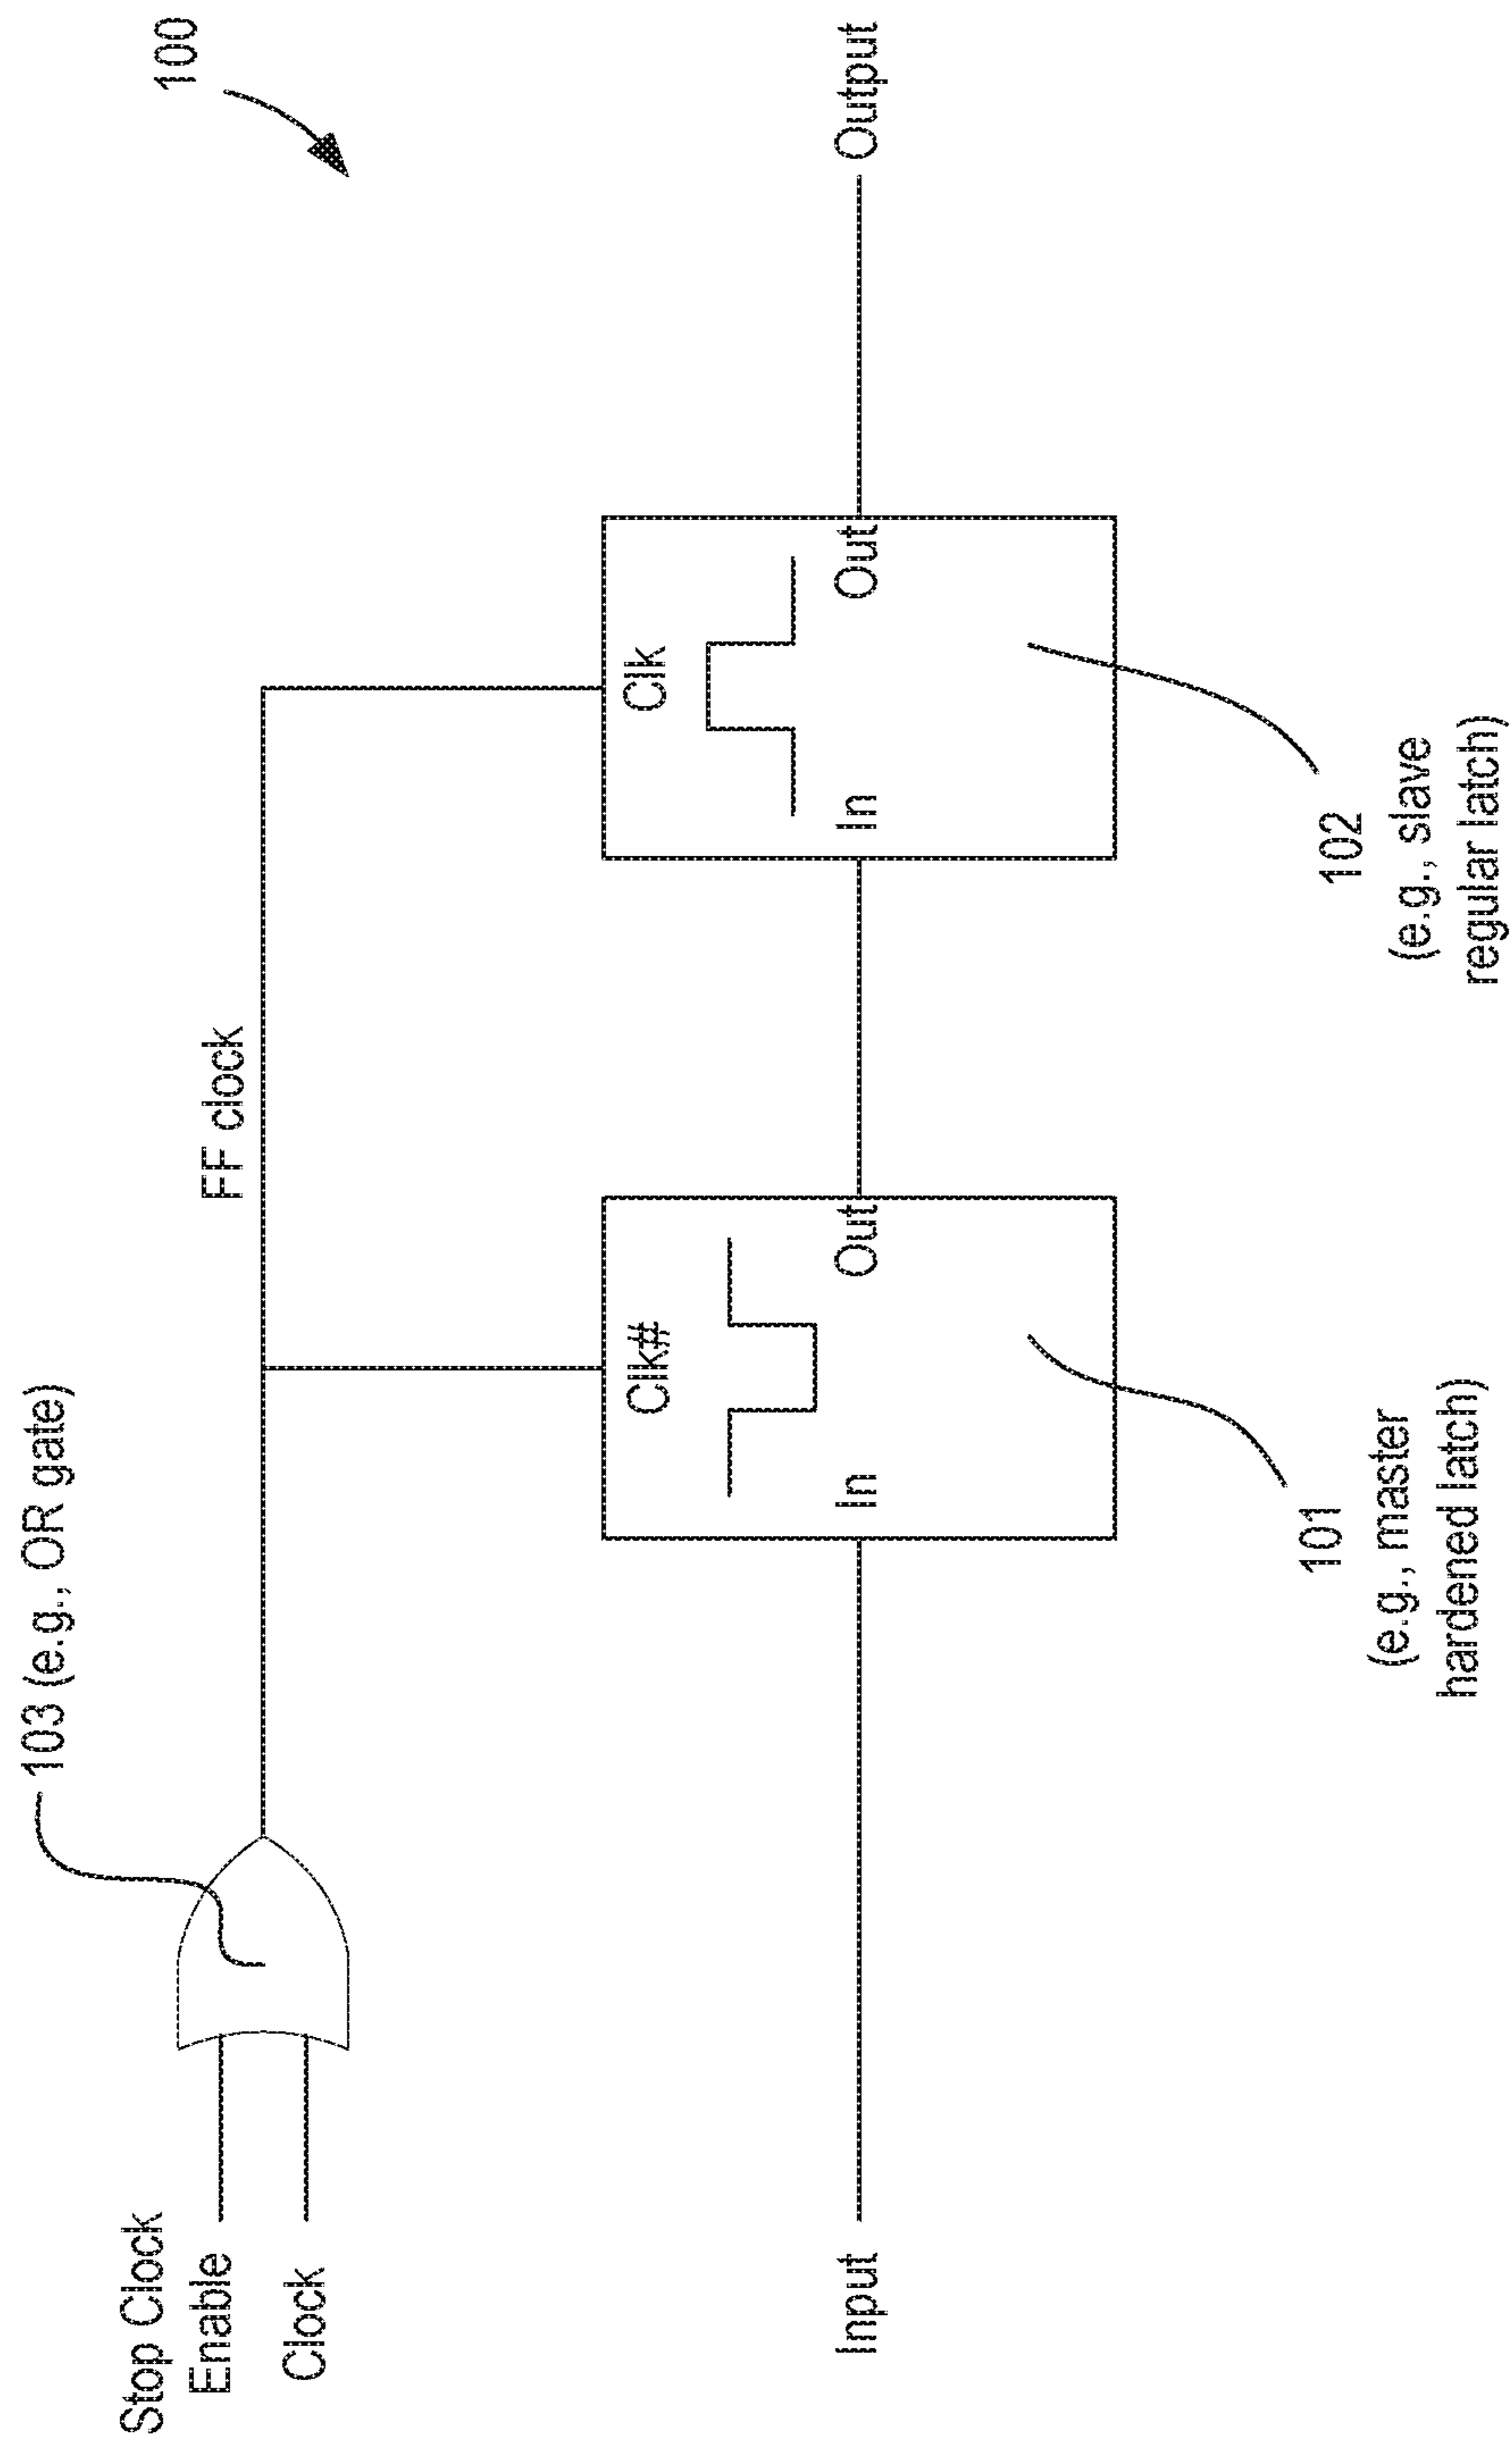 100
103 (e.g., OR gate)
Stop Clock
Enable
Clock
FF clock
Clk#
In
Out
Clk
In
Out
Input
Output
101
(e.g., master
hardened latch)
102
(e.g., slave
regular latch)